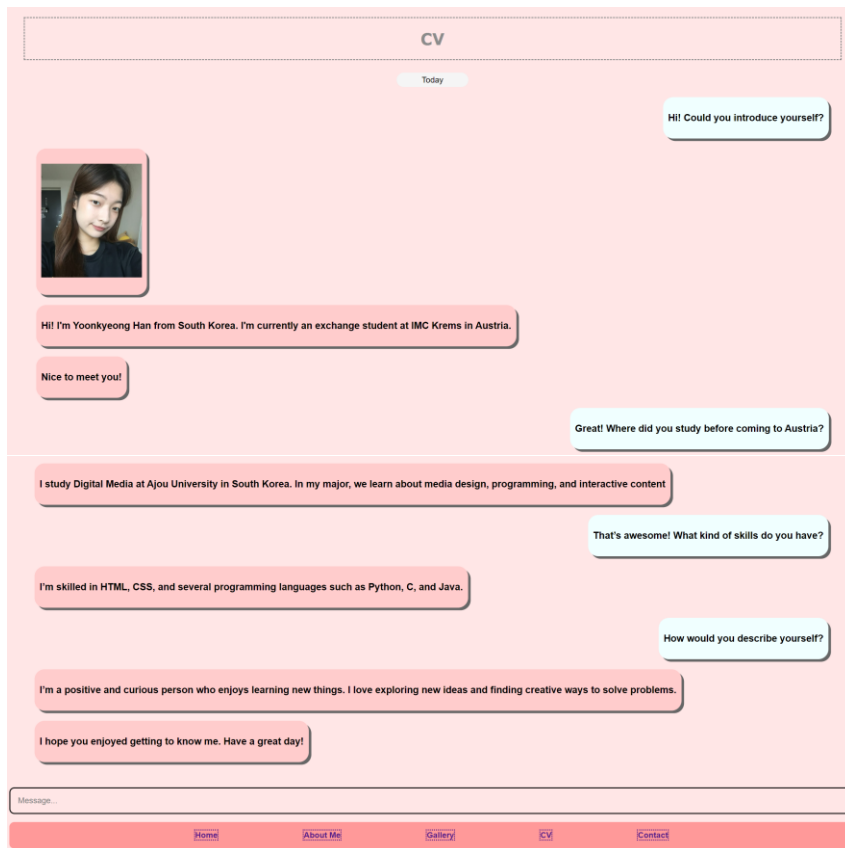 CV
Today
Hi! Could you introduce yourself?
Hi! I'm Yoonkyeong Han from South Korea. I'm currently an exchange student at IMC Krems in Austria.
Nice to meet you!
Great! Where did you study before coming to Austria?
I study Digital Media at Ajou University in South Korea. In my major, we learn about media design, programming, and interactive content
That's awesome! What kind of skills do you have?
I'm skilled in HTML, CSS, and several programming languages such as Python, C, and Java.
How would you describe yourself?
I'm a positive and curious person who enjoys learning new things. I love exploring new ideas and finding creative ways to solve problems.
I hope you enjoyed getting to know me. Have a great day!
Message...
Home About Me Gallery CV Contact